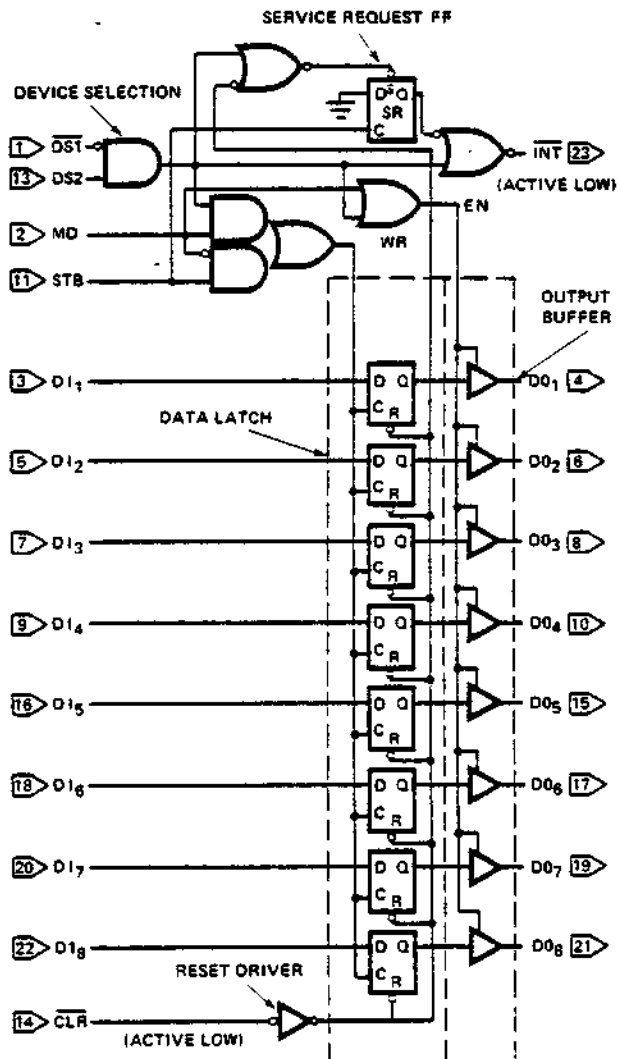 SERVICE REQUEST FF
DEVICE SELECTION
D S Q
SR
C
1 DS1
13 DS2
INT 23
(ACTIVE LOW)
2 MD
EN
WR
11 STB
OUTPUT
BUFFER
3 DI1 D Q C R DO1 4
DATA LATCH
5 DI2 D Q C R DO2 6
7 DI3 D Q C R DO3 8
9 DI4 D Q C R DO4 10
16 DI5 D Q C R DO5 15
18 DI6 D Q C R DO6 17
20 DI7 D Q C R DO7 19
22 DI8 D Q C R DO8 21
RESET DRIVER
14 CLR
(ACTIVE LOW)